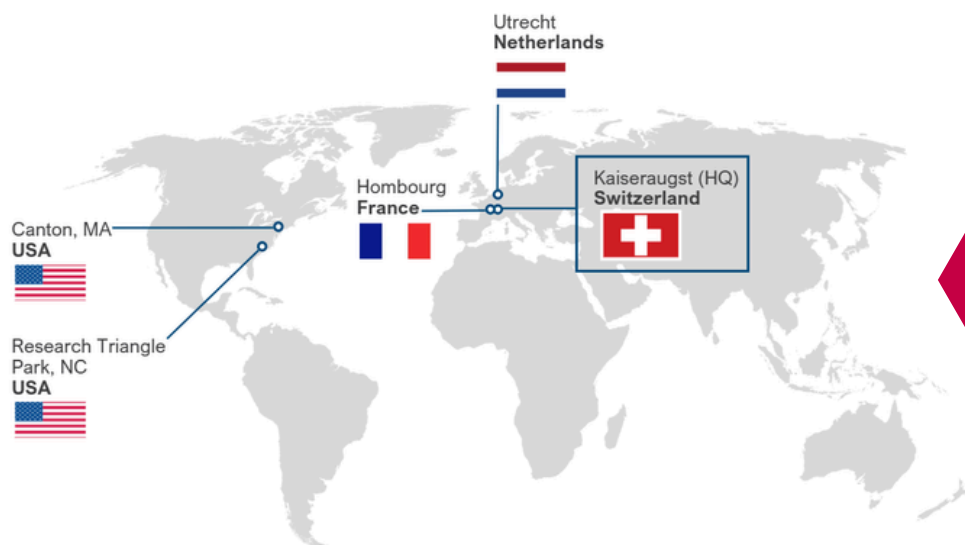 Utrecht
Netherlands
Hombourg
France
Kaiseraugst (HQ)
Switzerland
Canton, MA
USA
Research Triangle
Park, NC
USA